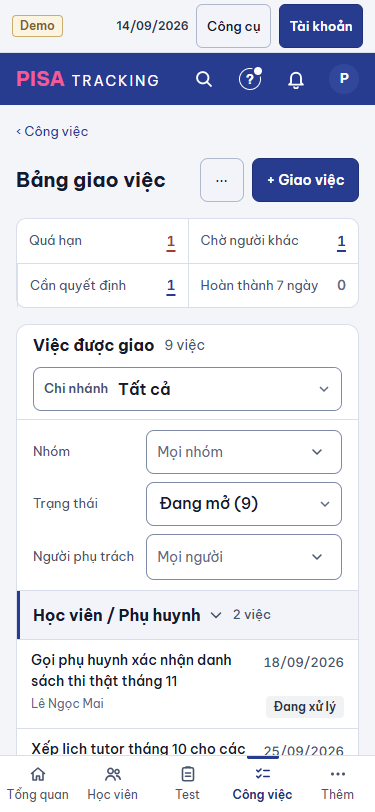 Demo
14/09/2026
Công cụ
Tài khoản
PISA TRACKING
?
P
‹ Công việc
Bảng giao việc
...
+ Giao việc
Quá hạn 1
Chờ người khác 1
Cần quyết định 1
Hoàn thành 7 ngày 0
Việc được giao 9 việc
Chi nhánh Tất cả
Nhóm Mọi nhóm
Trạng thái Đang mở (9)
Người phụ trách Mọi người
Học viên / Phụ huynh 2 việc
Gọi phụ huynh xác nhận danh
sách thi thật tháng 11
18/09/2026
Lê Ngọc Mai
Đang xử lý
Xếp lịch tutor tháng 10 cho các
25/09/2026
Tổng quan
Học viên
Test
Công việc
Thêm